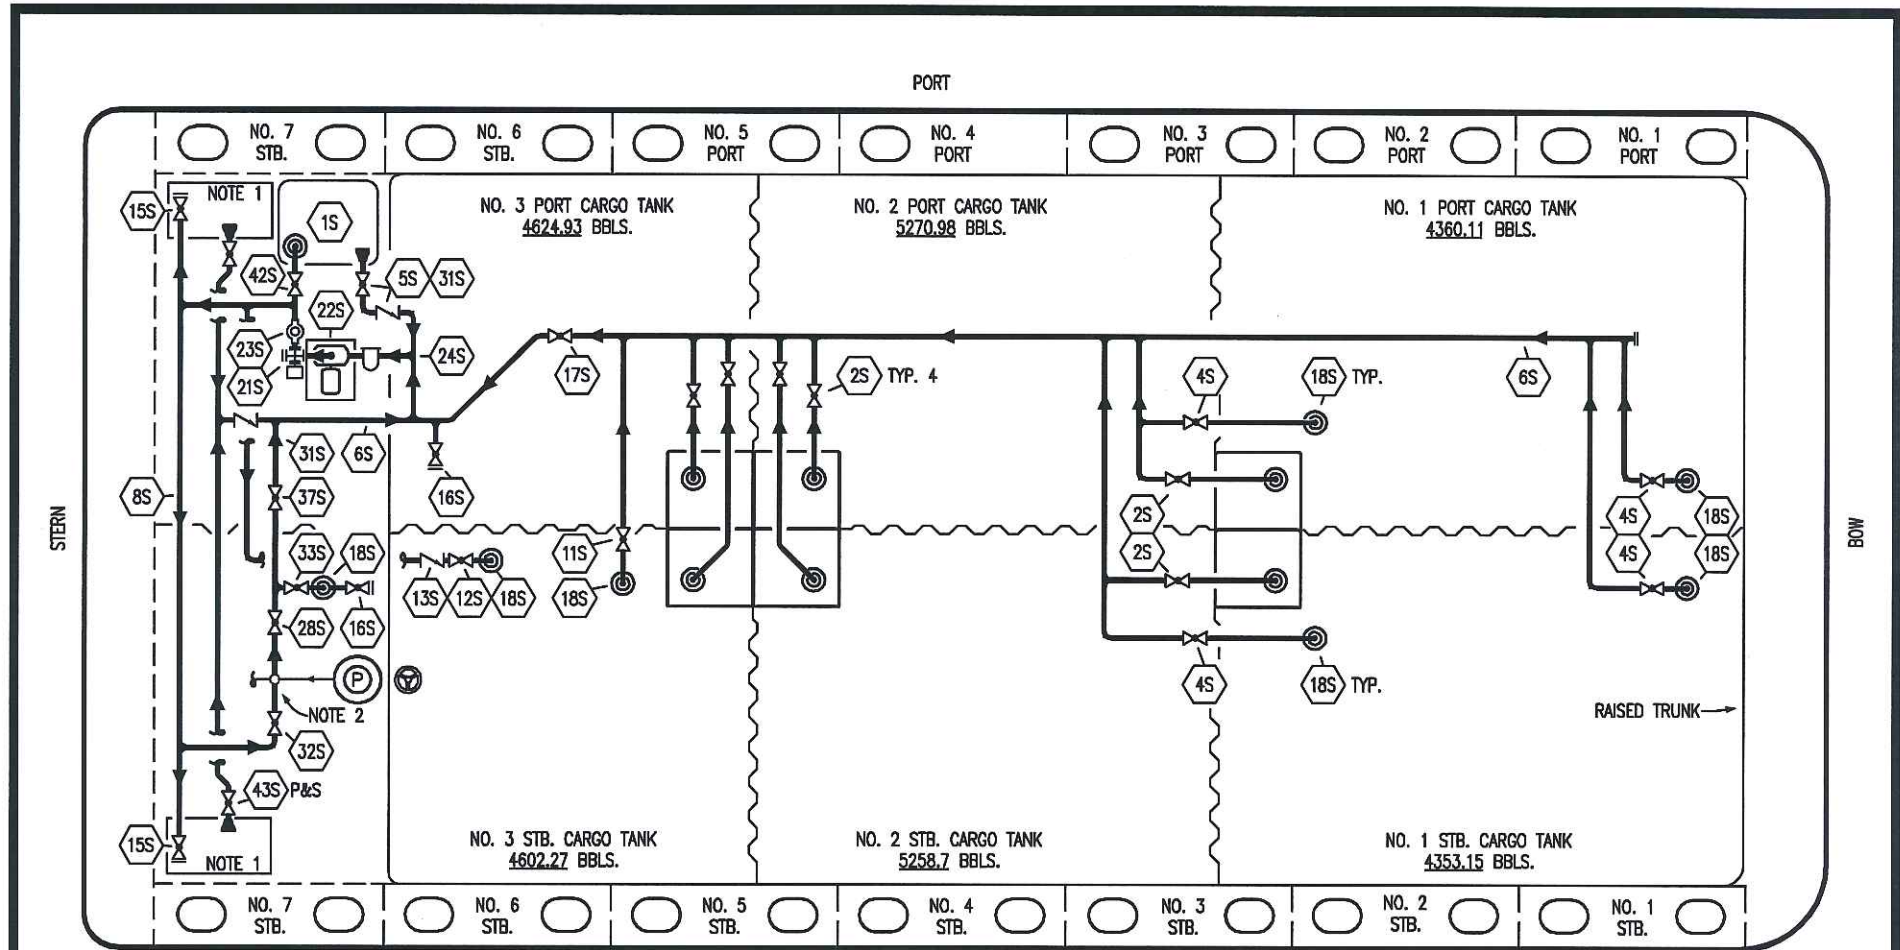 PORT
NO. 7
STB.
NO. 6
STB.
NO. 5
PORT
NO. 4
PORT
NO. 3
PORT
NO. 2
PORT
NO. 1
PORT
NOTE 1
15S
1S
NO. 3 PORT CARGO TANK
4624.93 BBLS.
NO. 2 PORT CARGO TANK
5270.98 BBLS.
NO. 1 PORT CARGO TANK
4360.11 BBLS.
42S
5S
31S
22S
23S
24S
21S
17S
2S TYP. 4
4S
18S TYP.
6S
31S
6S
37S
16S
8S
STERN
2S
2S
4S
18S
4S
18S
BOW
33S
18S
11S
13S
12S
18S
18S
28S
16S
P
NOTE 2
4S
18S TYP.
RAISED TRUNK
32S
43S P&S
15S
NOTE 1
NO. 3 STB. CARGO TANK
4602.27 BBLS.
NO. 2 STB. CARGO TANK
5258.7 BBLS.
NO. 1 STB. CARGO TANK
4353.15 BBLS.
NO. 7
STB.
NO. 6
STB.
NO. 5
STB.
NO. 4
STB.
NO. 3
STB.
NO. 2
STB.
NO. 1
STB.